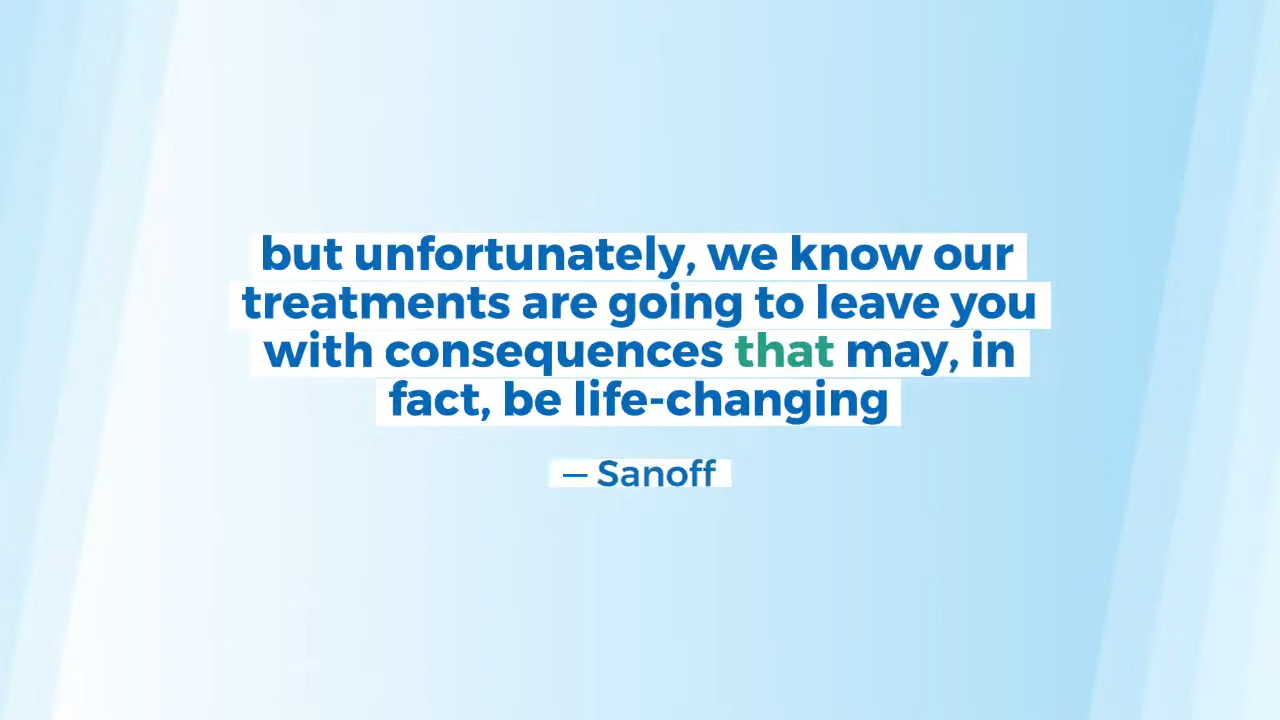 but unfortunately, we know our
treatments are going to leave you
with consequences that may, in
fact, be life-changing
— Sanoff